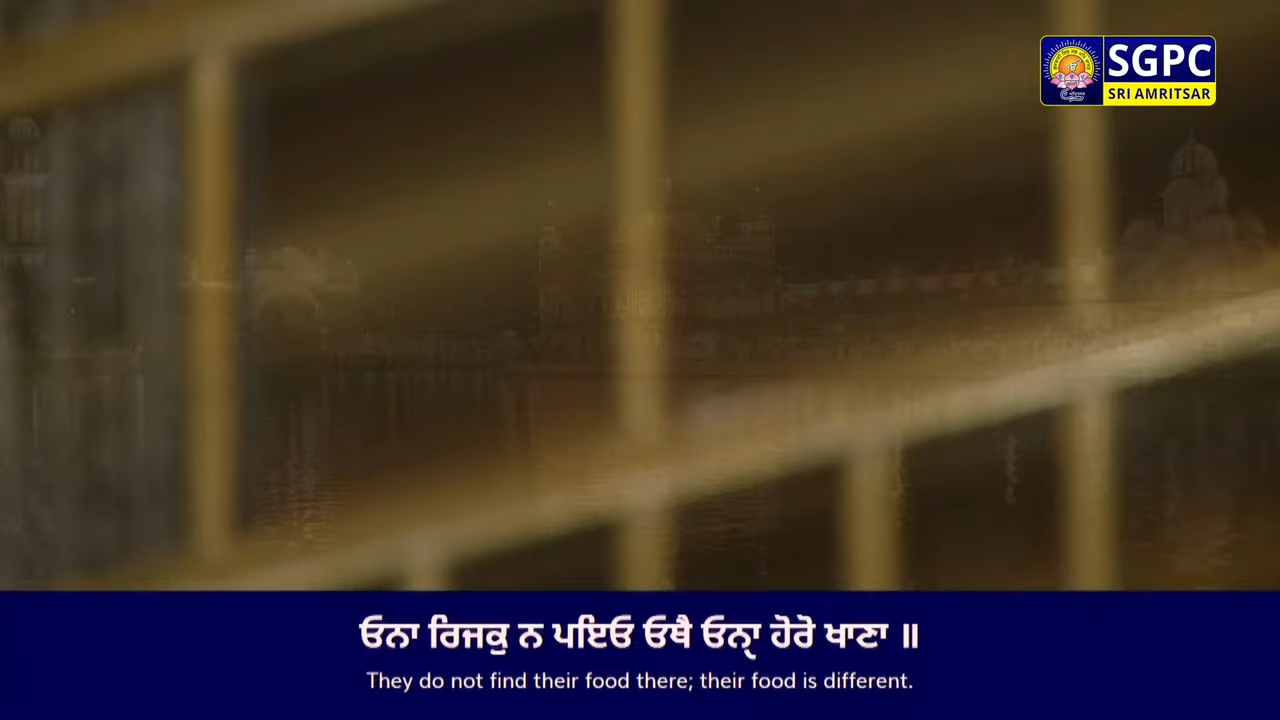 SGPC
SRI AMRITSAR
ਓਨਾ ਰਿਜਕੁ ਨ ਪਇਓ ਓਥੈ ਓਨੑਾ ਹੋਰੋ ਖਾਣਾ ॥
They do not find their food there; their food is different.